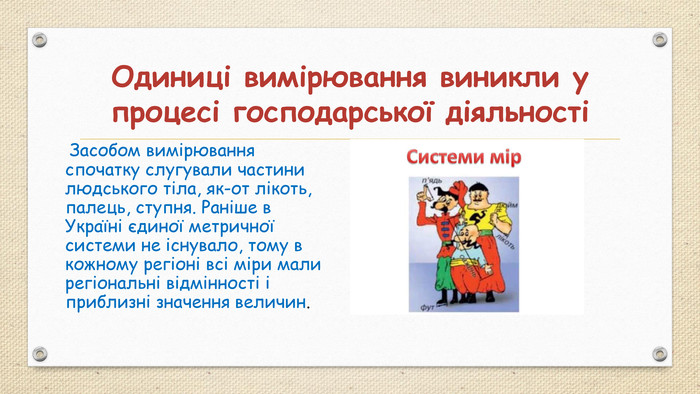 Одиниці вимірювання виникли у
процесі господарської діяльності
Засобом вимірювання
спочатку слугували частини
людського тіла, як-от лікоть,
палець, ступня. Раніше в
Україні єдиної метричної
системи не існувало, тому в
кожному регіоні всі міри мали
регіональні відмінності і
приблизні значення величин.
Системи мір
п'ядь
дюйм
лікоть
фут